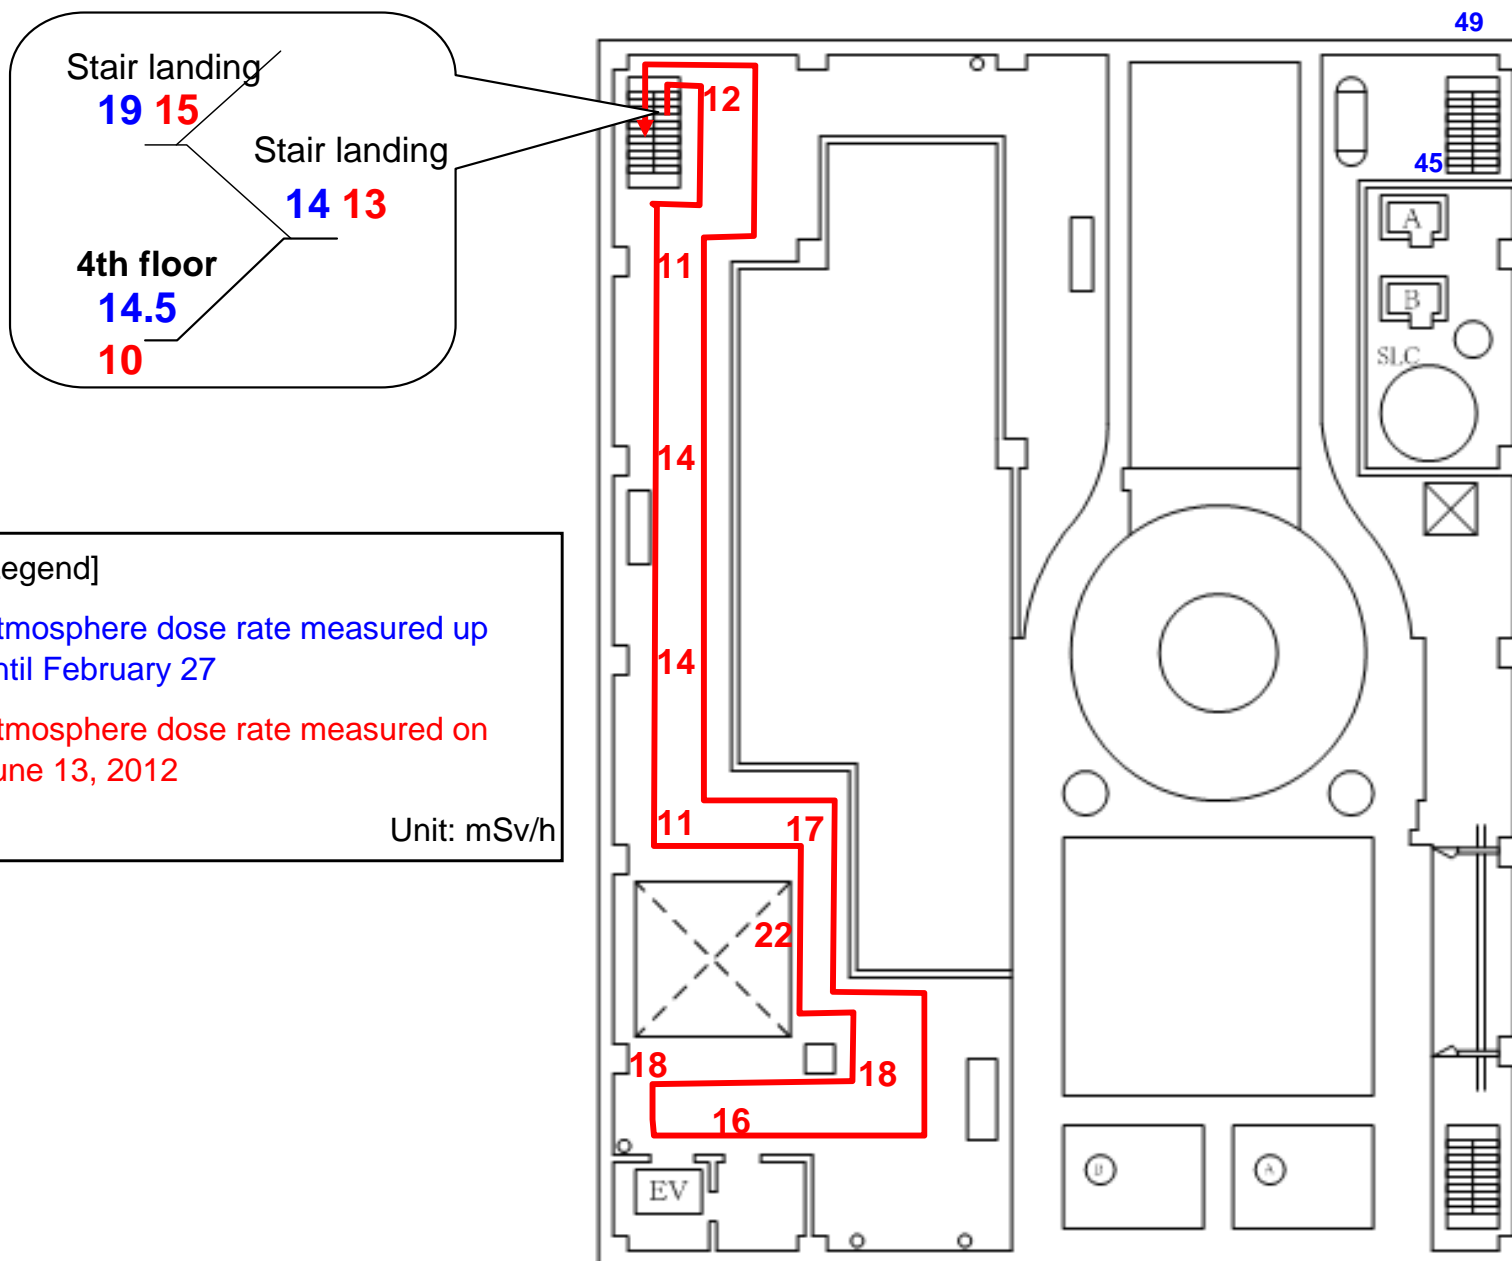 49
Stair landing
19 15
Stair landing
14 13
4th floor
14.5
10
12
45
A
11
B
SLC
14
egend]
tmosphere dose rate measured up
ntil February 27
14
tmosphere dose rate measured on
une 13, 2012
Unit: mSv/h
11
17
22
18
18
16
EV
A